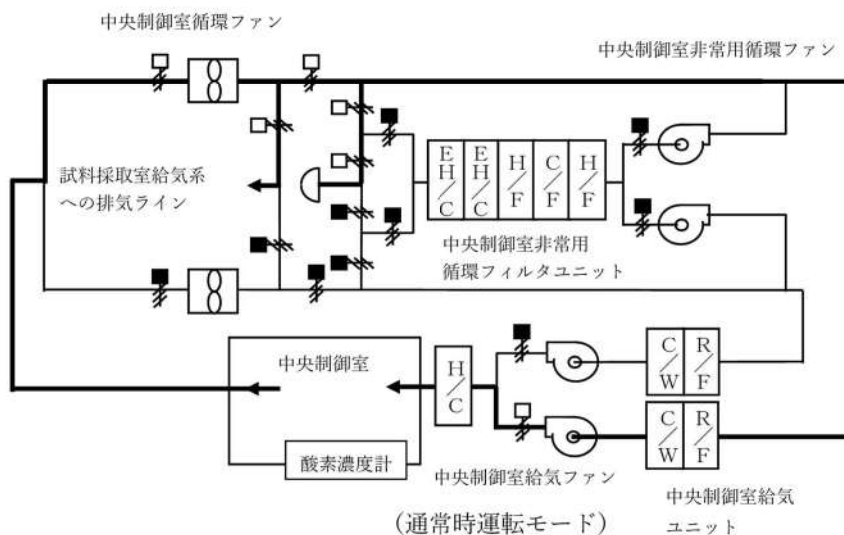 中央制御室循環ファン
中央制御室非常用循環ファン
試料採取室給気系
への排気ライン
EH/C
EH/C
H/F
C/F
H/F
中央制御室非常用
循環フィルタユニット
中央制御室
H/C
C/W
R/F
C/W
R/F
酸素濃度計
中央制御室給気ファン
中央制御室給気
ユニット
(通常時運転モード)